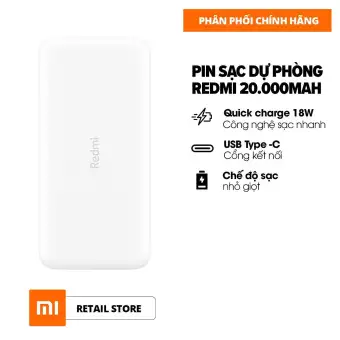 PHÂN PHỐI CHÍNH HÃNG
PIN SẠC DỰ PHÒNG
REDMI 20.000MAH
Quick charge 18W
Công nghệ sạc nhanh
USB Type -C
Cổng kết nối
Chế độ sạc
nhỏ giọt
Redmi
mi
RETAIL STORE